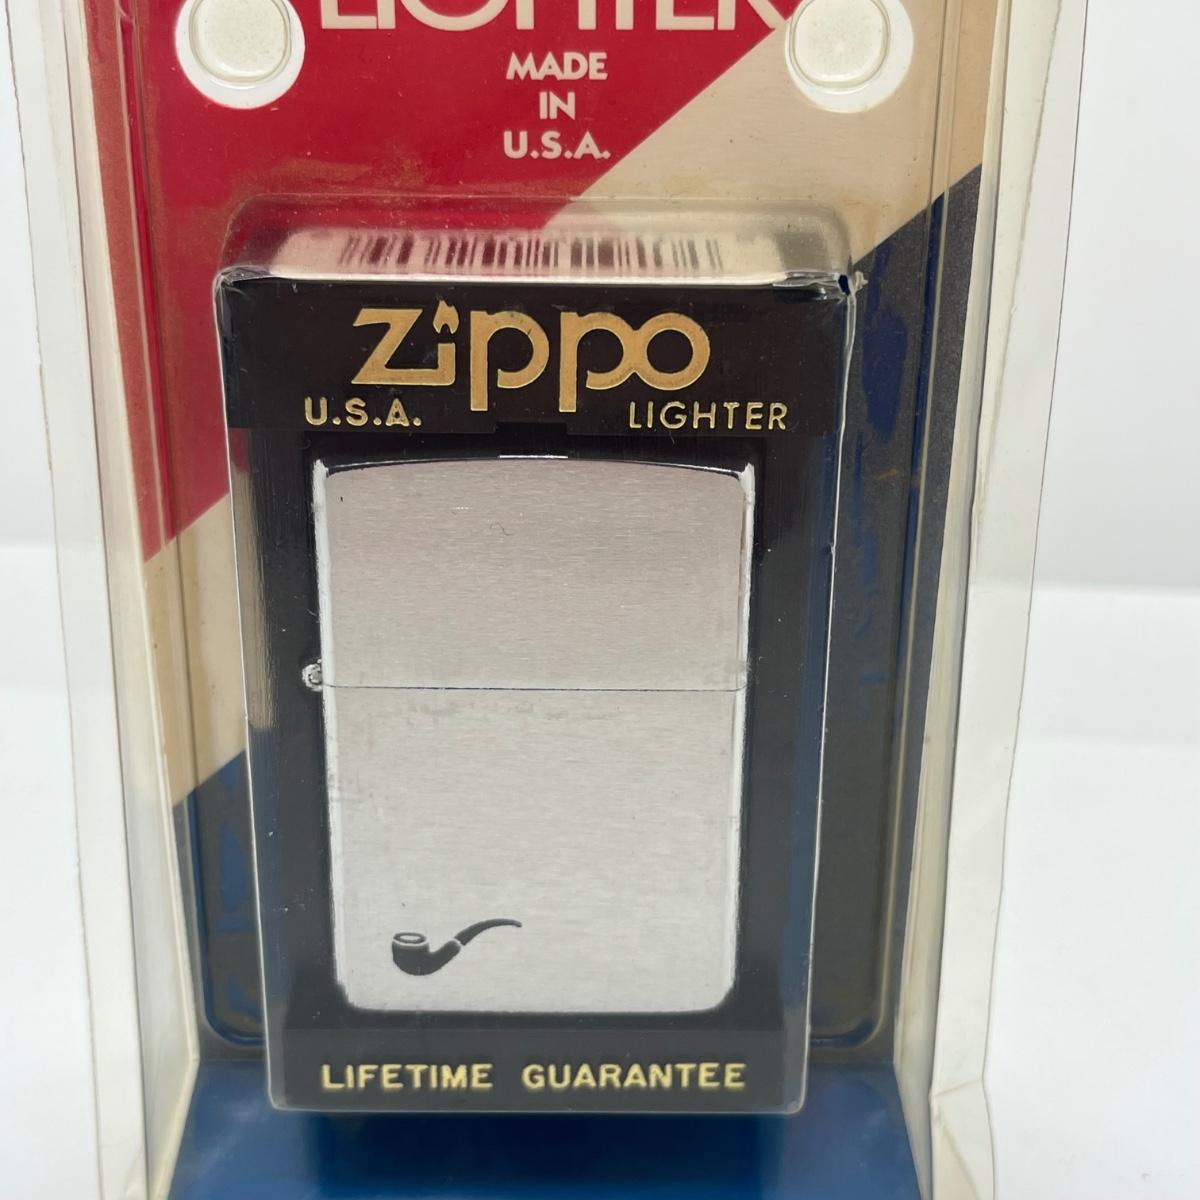 LIGHTER
MADE
IN
U.S.A.
Zippo
U.S.A. LIGHTER
LIFETIME GUARANTEE